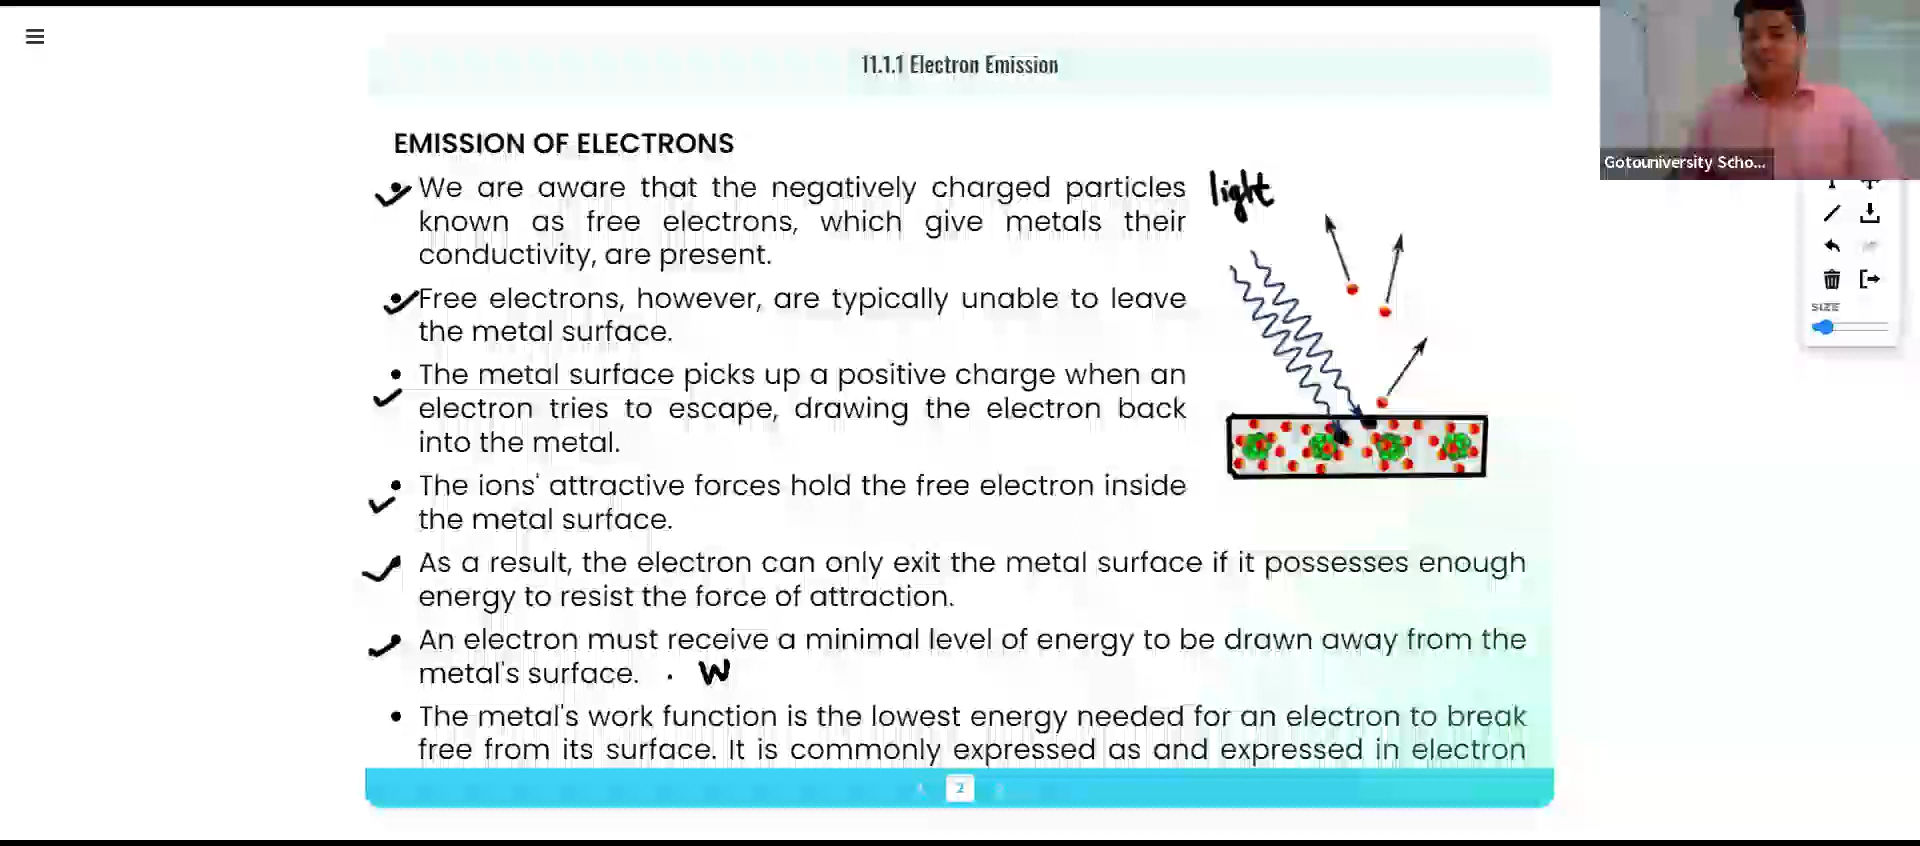 11.1.1 Electron Emission
Gotouniversity Scho...
EMISSION OF ELECTRONS
We are aware that the negatively charged particles
known as free electrons, which give metals their
conductivity, are present.
light
Free electrons, however, are typically unable to leave
the metal surface.
SIZE
The metal surface picks up a positive charge when an
electron tries to escape, drawing the electron back
into the metal.
The ions' attractive forces hold the free electron inside
the metal surface.
As a result, the electron can only exit the metal surface if it possesses enough
energy to resist the force of attraction.
An electron must receive a minimal level of energy to be drawn away from the
metal's surface. W
The metal's work function is the lowest energy needed for an electron to break
free from its surface. It is commonly expressed as and expressed in electron
2